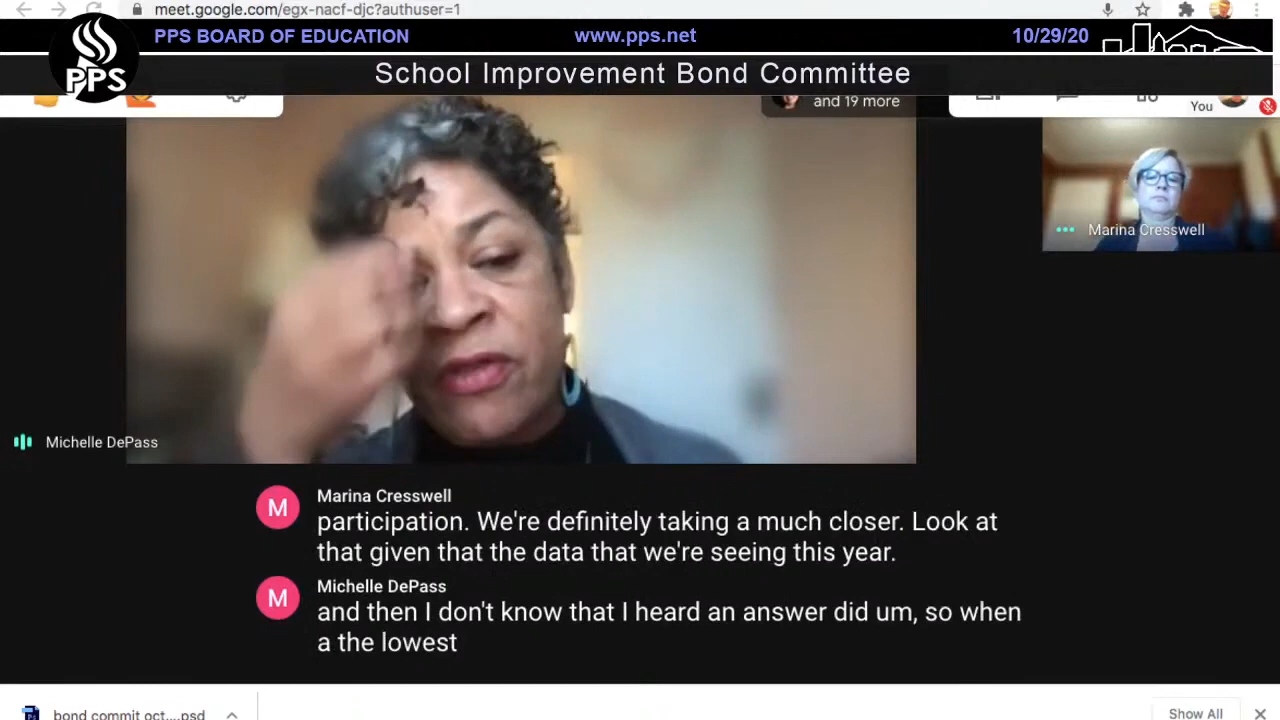 meet.google.com/egx-nacf-djc?authuser=1
PPS BOARD OF EDUCATION www.pps.net 10/29/20
PPS
School Improvement Bond Committee
and 19 more
You
Marina Cresswell
Michelle DePass
M
Marina Cresswell
participation. We're definitely taking a much closer. Look at
that given that the data that we're seeing this year.
M
Michelle DePass
and then I don't know that I heard an answer did um, so when
a the lowest
bond commit oct....psd
Show All